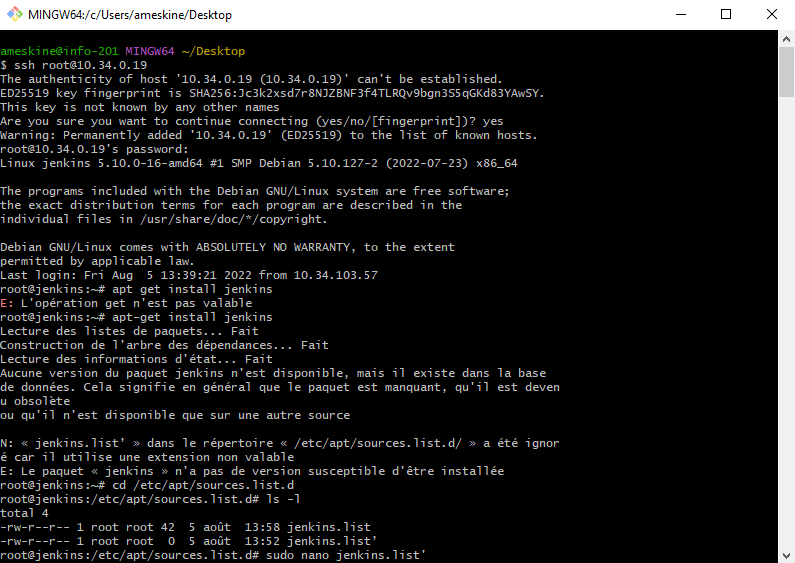 MINGW64:/c/Users/ameskine/Desktop
ameskine@info-201 MINGW64 ~/Desktop
$ ssh root@10.34.0.19
The authenticity of host '10.34.0.19 (10.34.0.19)' can't be established.
ED25519 key fingerprint is SHA256:Jc3k2xsd7r8NJZBNF3f4TLRQv9bgn3S5qGKd83YAwSY.
This key is not known by any other names
Are you sure you want to continue connecting (yes/no/[fingerprint])? yes
Warning: Permanently added '10.34.0.19' (ED25519) to the list of known hosts.
root@10.34.0.19's password:
Linux jenkins 5.10.0-16-amd64 #1 SMP Debian 5.10.127-2 (2022-07-23) x86_64
The programs included with the Debian GNU/Linux system are free software;
the exact distribution terms for each program are described in the
individual files in /usr/share/doc/*/copyright.
Debian GNU/Linux comes with ABSOLUTELY NO WARRANTY, to the extent
permitted by applicable law.
Last login: Fri Aug  5 13:39:21 2022 from 10.34.103.57
root@jenkins:~# apt get install jenkins
E: L'opération get n'est pas valable
root@jenkins:~# apt-get install jenkins
Lecture des listes de paquets... Fait
Construction de l'arbre des dépendances... Fait
Lecture des informations d'état... Fait
Aucune version du paquet jenkins n'est disponible, mais il existe dans la base
de données. Cela signifie en général que le paquet est manquant, qu'il est deven
u obsolète
ou qu'il n'est disponible que sur une autre source
N: « jenkins.list’ » dans le répertoire « /etc/apt/sources.list.d/ » a été ignor
é car il utilise une extension non valable
E: Le paquet « jenkins » n'a pas de version susceptible d'être installée
root@jenkins:~# cd /etc/apt/sources.list.d
root@jenkins:/etc/apt/sources.list.d# ls -l
total 4
-rw-r--r-- 1 root root 42  5 août  13:58 jenkins.list
-rw-r--r-- 1 root root  0  5 août  13:52 jenkins.list’
root@jenkins:/etc/apt/sources.list.d# sudo nano jenkins.list'